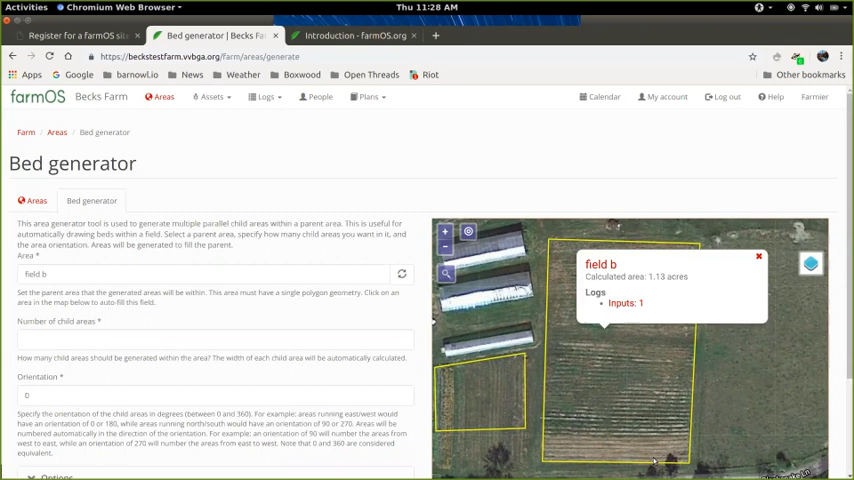 Activities Chromium Web Browser Thu 11:28 AM
Register for a farmOS site × Bed generator | Becks Fa × Introduction - farmOS.org × +
https://beckstestfarm.vvbga.org/farm/areas/generate
Apps Google barnowl.io News Weather Boxwood Open Threads Riot Other bookmarks
farmOS Becks Farm Areas Assets Logs People Plans Calendar My account Log out Help Farmier
Farm / Areas / Bed generator
Bed generator
Areas Bed generator
This area generator tool is used to generate multiple parallel child areas within a parent area. This is useful for
automatically drawing beds within a field. Select a parent area, specify how many child areas you want in it, and
the area orientation. Areas will be generated to fill the parent.
Area *
field b
Set the parent area that the generated areas will be within. This area must have a single polygon geometry. Click on an
area in the map below to auto-fill this field.
Number of child areas *
How many child areas should be generated within the area? The width of each child area will be automatically calculated.
Orientation *
0
Specify the orientation of the child areas in degrees (between 0 and 360). For example: areas running east/west would
have an orientation of 0 or 180, while areas running north/south would have an orientation of 90 or 270. Areas will be
numbered automatically in the direction of the orientation. For example: an orientation of 90 will number the areas from
west to east, while an orientation of 270 will number the areas from east to west. Note that 0 and 360 are considered
equivalent.
Options
+
−
field b
Calculated area: 1.13 acres
Logs
Inputs: 1